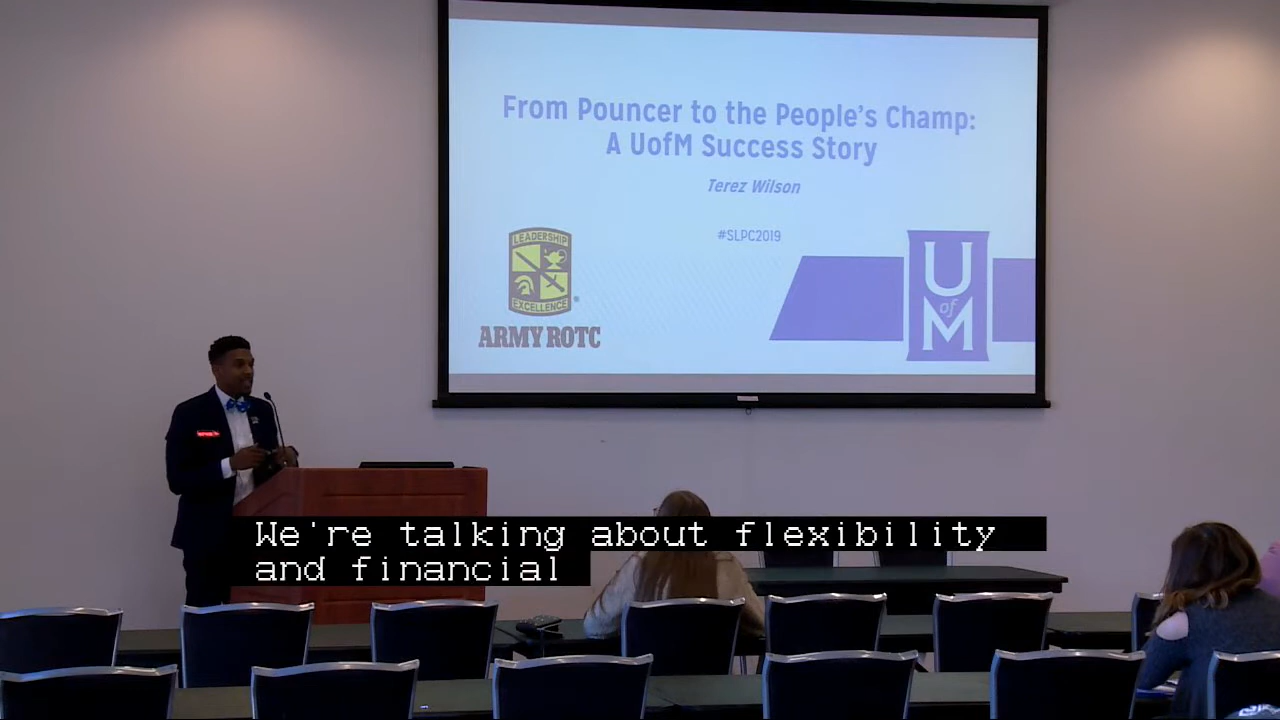 From Pouncer to the People's Champ:
A UofM Success Story
Terez Wilson
#SLPC2019
LEADERSHIP
EXCELLENCE
ARMY ROTC
U
of
M
We're talking about flexibility
and financial